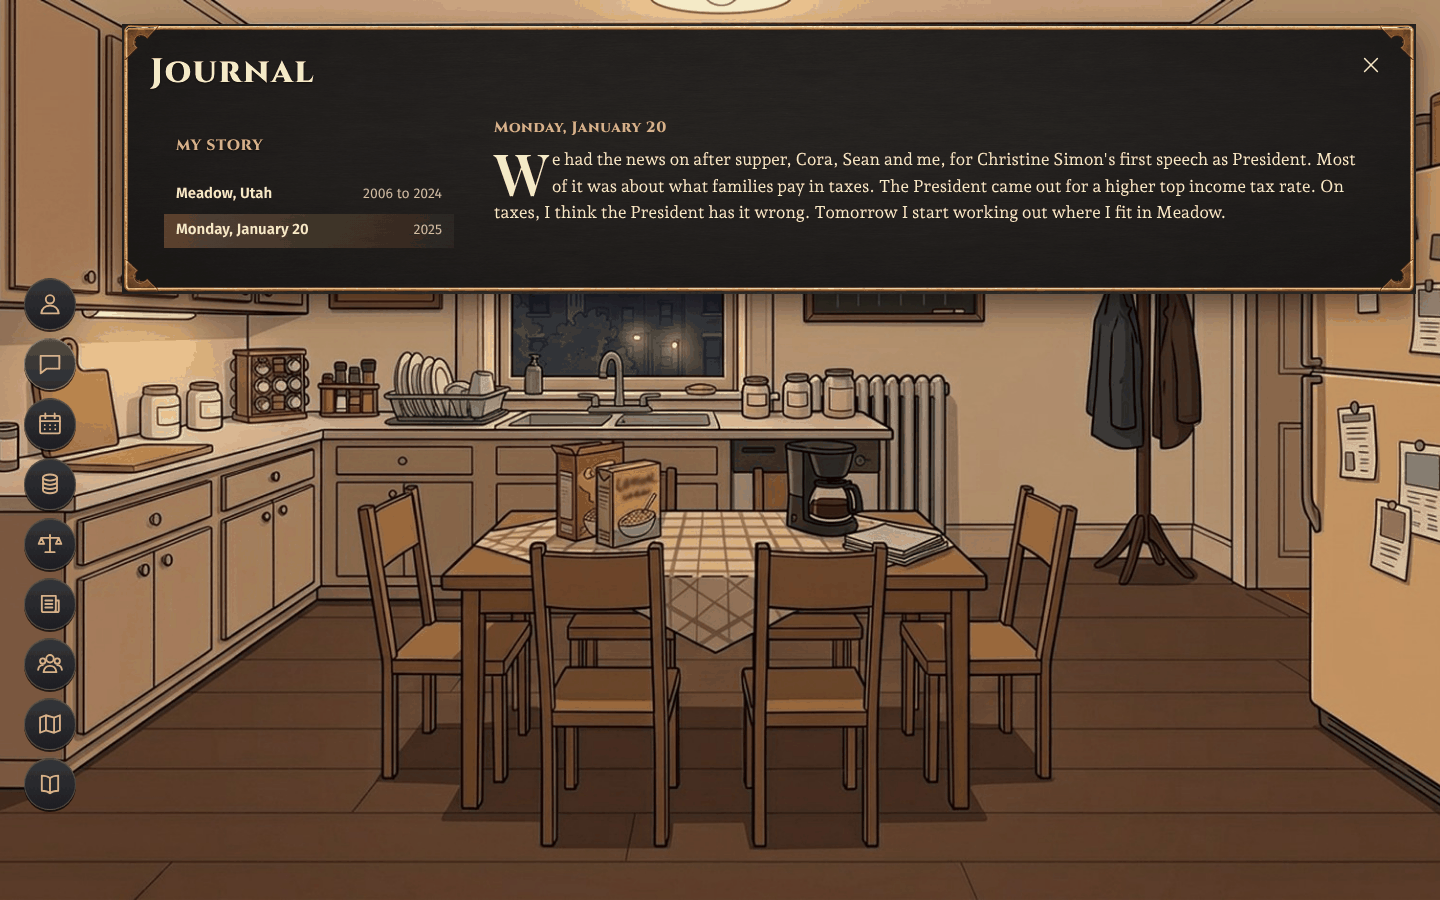 Journal
MY STORY
Meadow, Utah 2006 to 2024
Monday, January 20 2025
Monday, January 20
We had the news on after supper, Cora, Sean and me, for Christine Simon's first speech as President. Most
of it was about what families pay in taxes. The President came out for a higher top income tax rate. On
taxes, I think the President has it wrong. Tomorrow I start working out where I fit in Meadow.